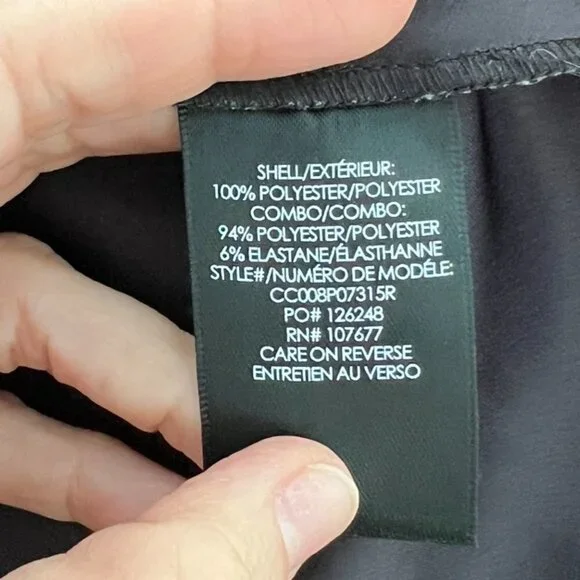 SHELL/EXTÉRIEUR:
100% POLYESTER/POLYESTER
COMBO/COMBO:
94% POLYESTER/POLYESTER
6% ELASTANE/ÉLASTHANNE
STYLE#/NUMÉRO DE MODÉLE:
CC008P07315R
PO# 126248
RN# 107677
CARE ON REVERSE
ENTRETIEN AU VERSO